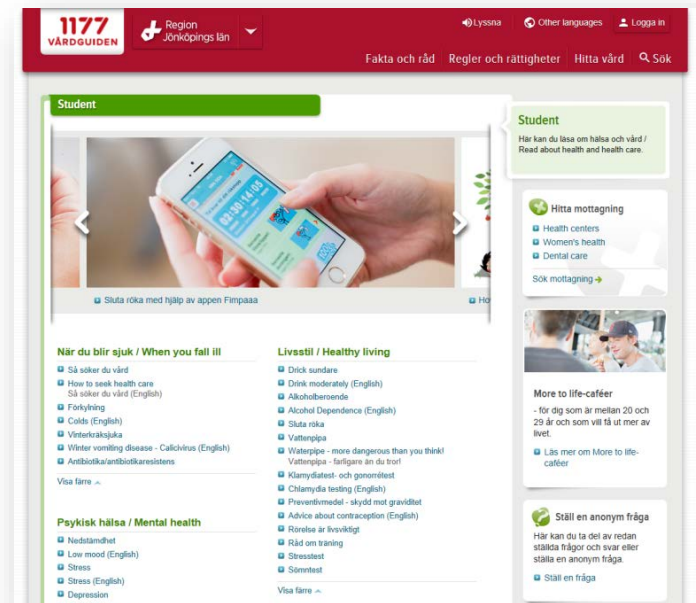 1177
VÅRDGUIDEN
Region
Jönköpings län
Lyssna
Other languages
Logga in
Fakta och råd
Regler och rättigheter
Hitta vård
Sök
Student
02:30:14:05
Sluta röka med hjälp av appen Fimpaaa
Ho
När du blir sjuk / When you fall ill
Så söker du vård
How to seek health care
Så söker du vård (English)
Förkylning
Colds (English)
Vinterkräksjuka
Winter vomiting disease - Calicivirus (English)
Antibiotika/antibiotikaresistens
Visa färre
Psykisk hälsa / Mental health
Nedstämdhet
Low mood (English)
Stress
Stress (English)
Depression
Livsstil / Healthy living
Drick sundare
Drink moderately (English)
Alkoholberoende
Alcohol Dependence (English)
Sluta röka
Vattenpipa
Waterpipe - more dangerous than you think!
Vattenpipa - farligare än du tror!
Klamydiatest- och gonorrétest
Chlamydia testing (English)
Preventivmedel - skydd mot graviditet
Advice about contraception (English)
Rörelse är livsviktigt
Råd om träning
Stresstest
Sömntest
Visa färre
Student
Här kan du läsa om hälsa och vård /
Read about health and health care.
Hitta mottagning
Health centers
Women's health
Dental care
Sök mottagning
More to life-caféer
- för dig som är mellan 20 och
29 år och som vill få ut mer av
livet.
Läs mer om More to life-
caféer
Ställ en anonym fråga
Här kan du ta del av redan
ställda frågor och svar eller
ställa en anonym fråga.
Ställ en fråga